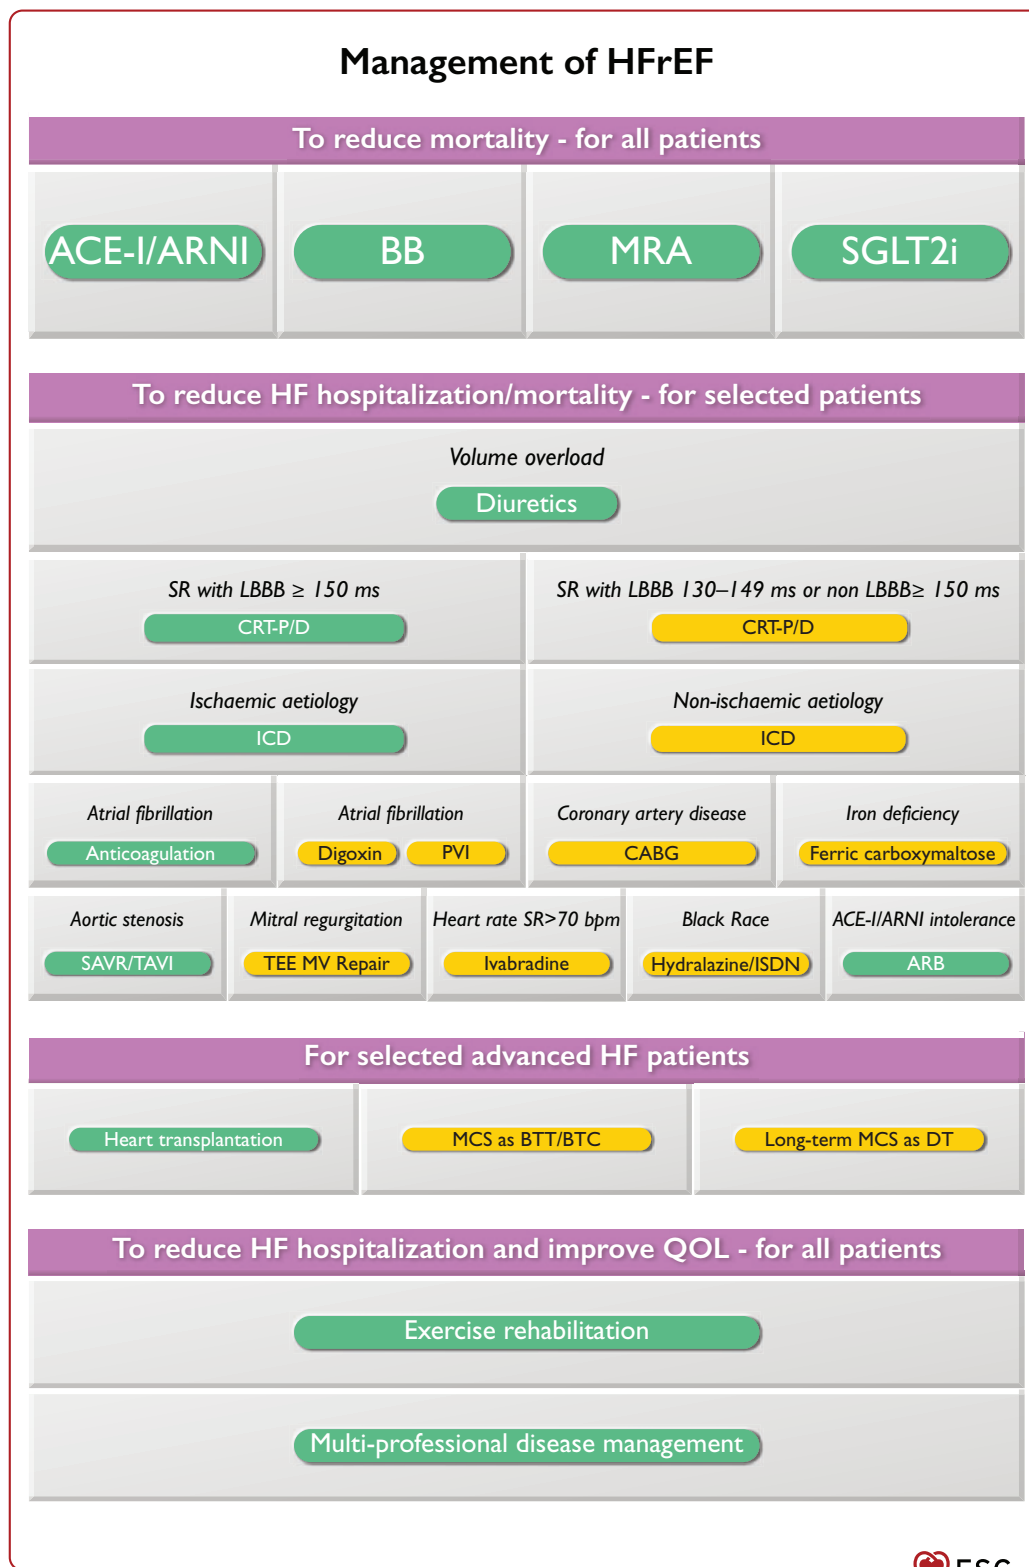 Management of HFrEF
To reduce mortality - for all patients
ACE-I/ARNI
BB
MRA
SGLT2i
To reduce HF hospitalization/mortality - for selected patients
Volume overload
Diuretics
SR with LBBB ≥ 150 ms
CRT-P/D
SR with LBBB 130–149 ms or non LBBB≥ 150 ms
CRT-P/D
Ischaemic aetiology
ICD
Non-ischaemic aetiology
ICD
Atrial fibrillation
Anticoagulation
Atrial fibrillation
Digoxin PVI
Coronary artery disease
CABG
Iron deficiency
Ferric carboxymaltose
Aortic stenosis
SAVR/TAVI
Mitral regurgitation
TEE MV Repair
Heart rate SR>70 bpm
Ivabradine
Black Race
Hydralazine/ISDN
ACE-I/ARNI intolerance
ARB
For selected advanced HF patients
Heart transplantation
MCS as BTT/BTC
Long-term MCS as DT
To reduce HF hospitalization and improve QOL - for all patients
Exercise rehabilitation
Multi-professional disease management
ESC